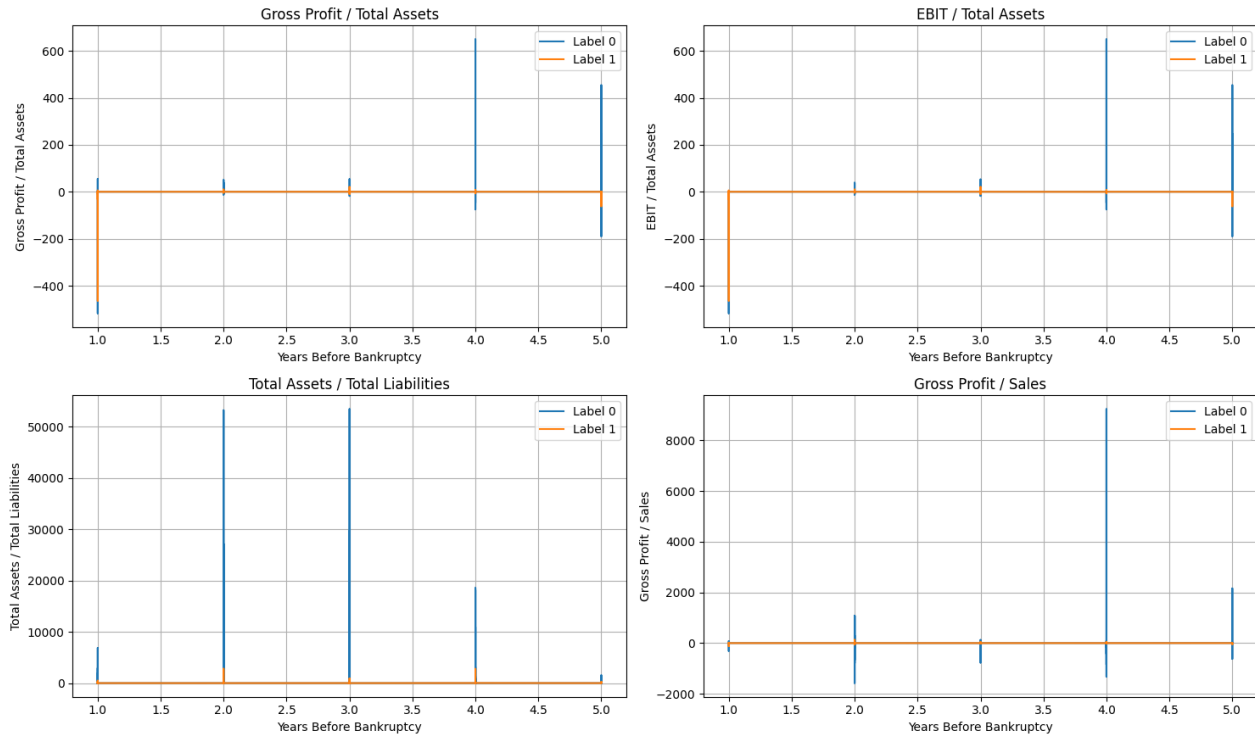 Gross Profit / Total Assets
Gross Profit / Total Assets
600
400
200
0
−200
−400
Label 0
Label 1
1.0 1.5 2.0 2.5 3.0 3.5 4.0 4.5 5.0
Years Before Bankruptcy
EBIT / Total Assets
EBIT / Total Assets
600
400
200
0
−200
−400
Label 0
Label 1
1.0 1.5 2.0 2.5 3.0 3.5 4.0 4.5 5.0
Years Before Bankruptcy
Total Assets / Total Liabilities
Total Assets / Total Liabilities
50000
40000
30000
20000
10000
0
Label 0
Label 1
1.0 1.5 2.0 2.5 3.0 3.5 4.0 4.5 5.0
Years Before Bankruptcy
Gross Profit / Sales
Gross Profit / Sales
8000
6000
4000
2000
0
−2000
Label 0
Label 1
1.0 1.5 2.0 2.5 3.0 3.5 4.0 4.5 5.0
Years Before Bankruptcy